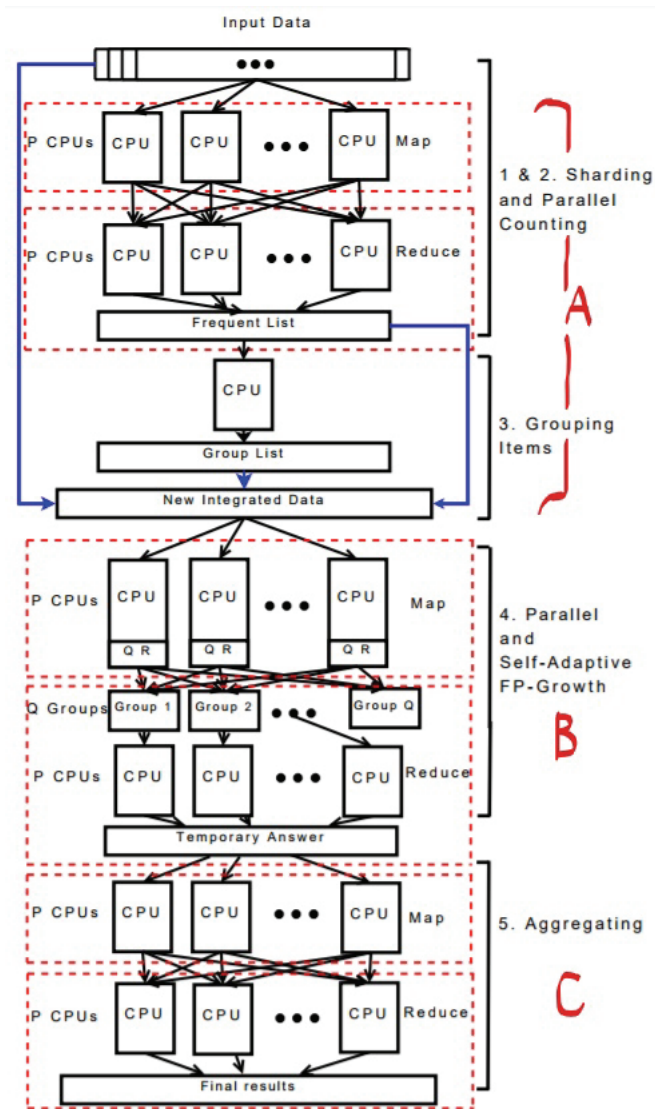 Input Data
P CPUs CPU CPU CPU Map
1 & 2. Sharding
and Parallel
Counting
P CPUs CPU CPU CPU Reduce
A
Frequent List
CPU
3. Grouping
Items
Group List
New Integrated Data
P CPUs CPU CPU CPU Map
Q R Q R Q R
4. Parallel
and
Self-Adaptive
FP-Growth
Q Groups Group 1 Group 2 Group Q
B
P CPUs CPU CPU CPU Reduce
Temporary Answer
P CPUs CPU CPU CPU Map
5. Aggregating
C
P CPUs CPU CPU CPU Reduce
Final results